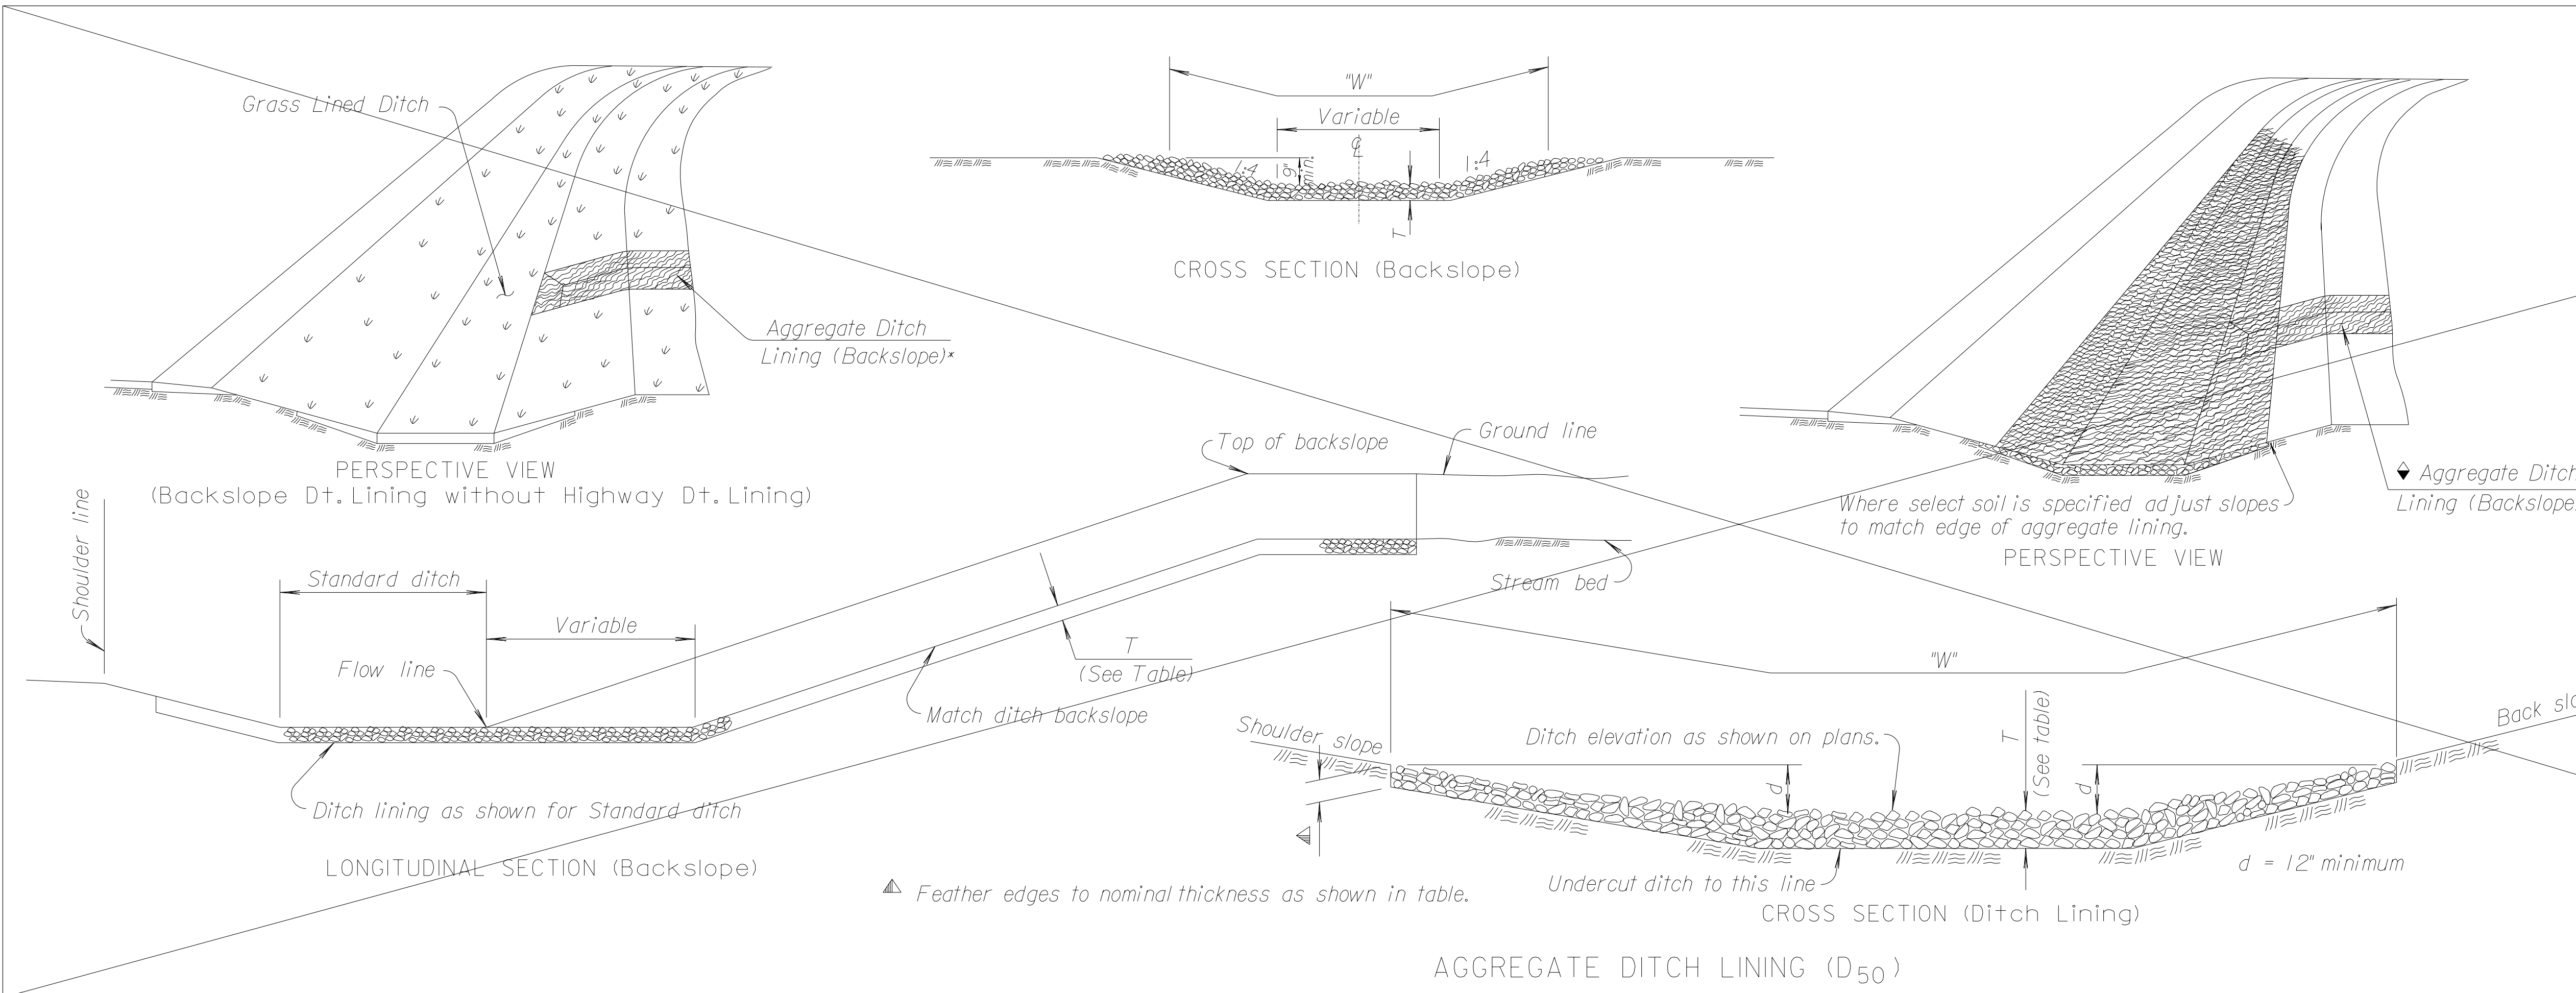 Grass Lined Ditch
Aggregate Ditch
Lining (Backslope)*
PERSPECTIVE VIEW
(Backslope Dt. Lining without Highway Dt. Lining)
"W"
Variable
℄
1:4
9"
min.
1:4
T
CROSS SECTION (Backslope)
Aggregate Ditch
Lining (Backslope
Where select soil is specified adjust slopes
to match edge of aggregate lining.
PERSPECTIVE VIEW
Shoulder line
Standard ditch
Variable
Flow line
Top of backslope
Ground line
Stream bed
T
(See Table)
Match ditch backslope
Ditch lining as shown for Standard ditch
LONGITUDINAL SECTION (Backslope)
"W"
Shoulder slope
Ditch elevation as shown on plans.
d
T
(See table)
d
Back slo
Undercut ditch to this line
d = 12" minimum
CROSS SECTION (Ditch Lining)
Feather edges to nominal thickness as shown in table.
AGGREGATE DITCH LINING (D50)